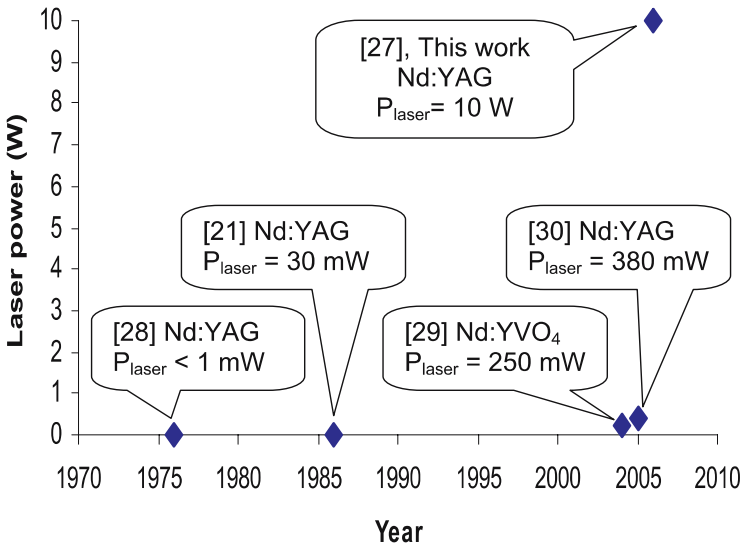 10
9
8
7
6
5
4
3
2
1
0
Laser power (W)
[27], This work
Nd:YAG
Plaser= 10 W
[21] Nd:YAG
Plaser = 30 mW
[30] Nd:YAG
Plaser = 380 mW
[28] Nd:YAG
Plaser < 1 mW
[29] Nd:YVO4
Plaser = 250 mW
1970 1975 1980 1985 1990 1995 2000 2005 2010
Year